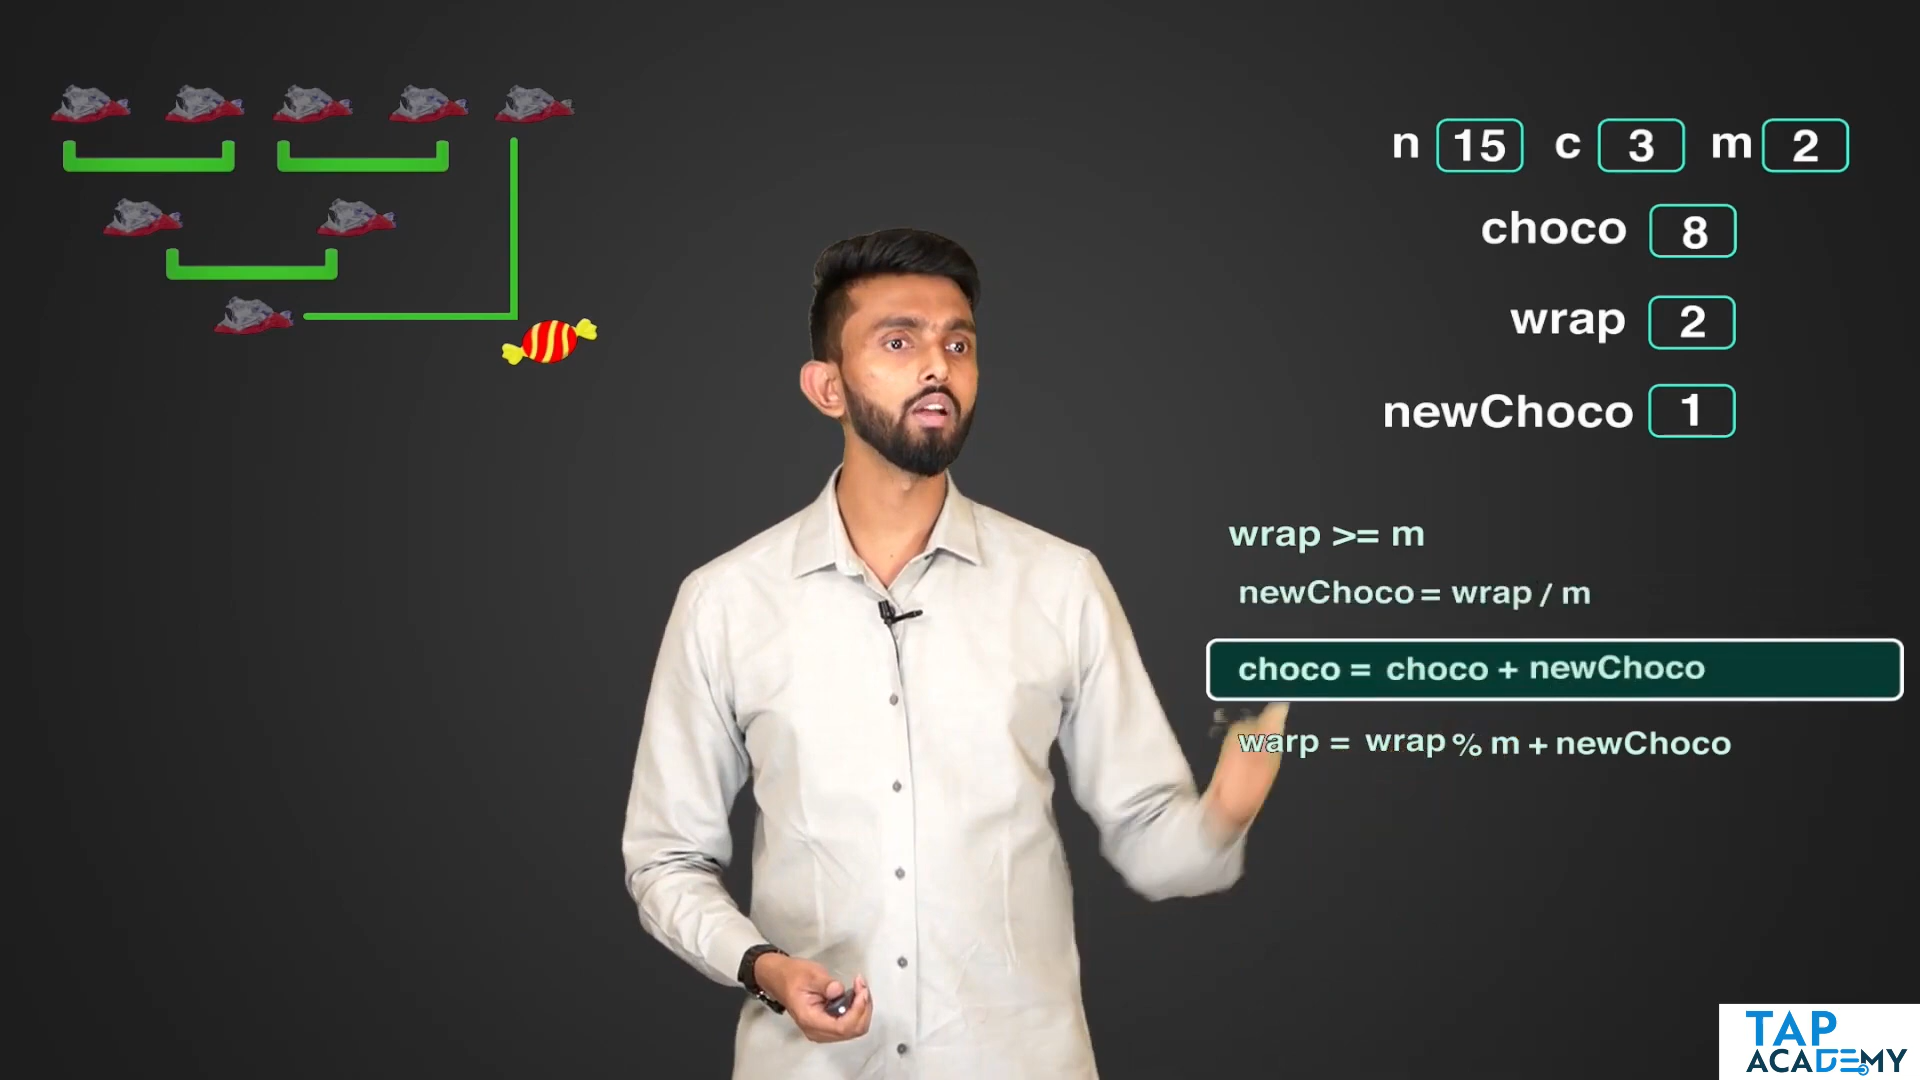 n 15 c 3 m 2
choco 8
wrap 2
newChoco 1
wrap >= m
newChoco = wrap / m
choco = choco + newChoco
warp = wrap % m + newChoco
TAP
ACADEMY